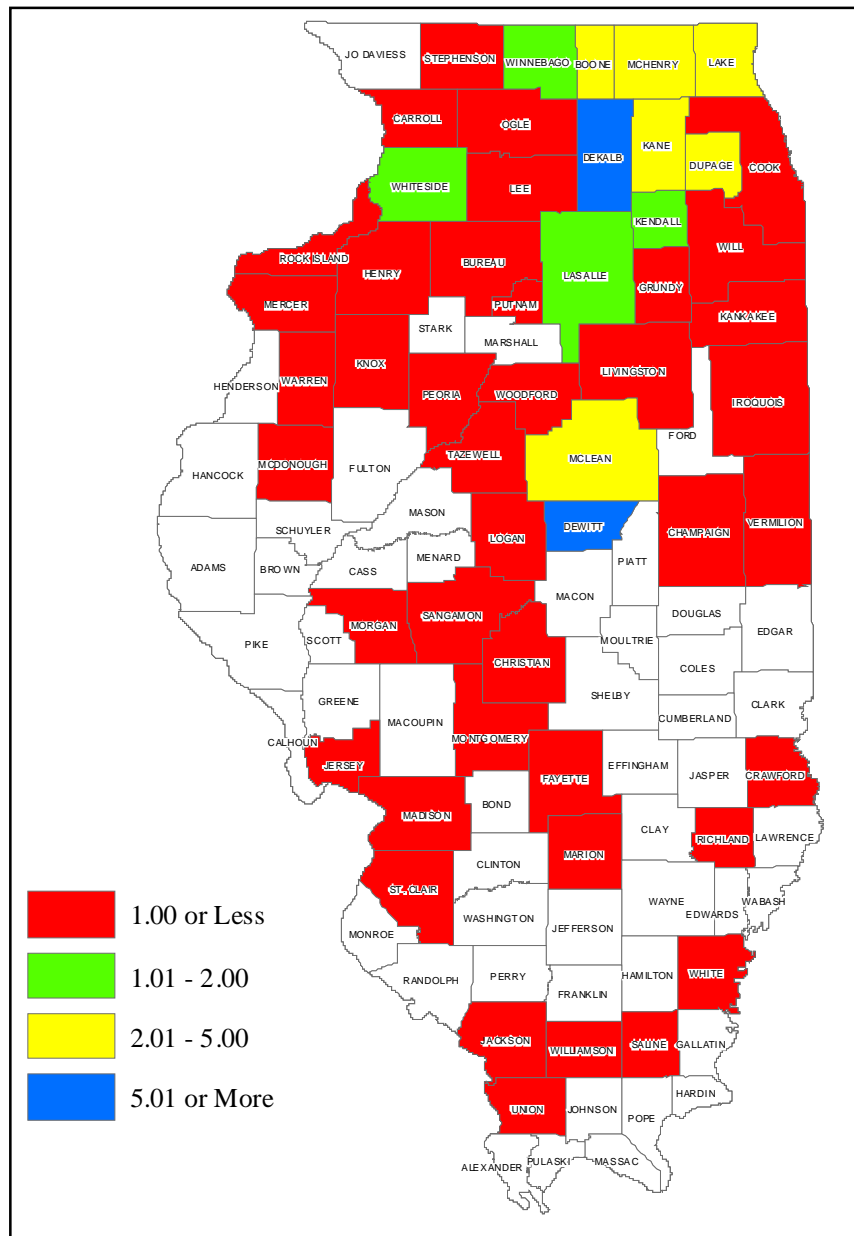 JO DAVIESS
STEPHENSON
WINNEBAGO
BOONE
MCHENRY
LAKE
CARROLL
OGLE
DEKALB
KANE
DUPAGE
COOK
WHITESIDE
LEE
KENDALL
WILL
ROCK ISLAND
HENRY
BUREAU
LASALLE
GRUNDY
MERCER
PUTNAM
KANKAKEE
STARK
MARSHALL
HENDERSON
WARREN
KNOX
PEORIA
WOODFORD
LIVINGSTON
IROQUOIS
FORD
HANCOCK
MCDONOUGH
FULTON
TAZEWELL
MCLEAN
MASON
SCHUYLER
LOGAN
DEWITT
CHAMPAIGN
VERMILION
ADAMS
BROWN
CASS
MENARD
PIATT
MACON
DOUGLAS
PIKE
SCOTT
MORGAN
SANGAMON
CHRISTIAN
MOULTRIE
EDGAR
COLES
SHELBY
GREENE
MACOUPIN
CUMBERLAND
CLARK
CALHOUN
JERSEY
MONTGOMERY
FAYETTE
EFFINGHAM
JASPER
CRAWFORD
MADISON
BOND
CLAY
RICHLAND
LAWRENCE
MARION
CLINTON
ST. CLAIR
WAYNE
EDWARDS
WABASH
MONROE
WASHINGTON
JEFFERSON
RANDOLPH
PERRY
HAMILTON
WHITE
FRANKLIN
JACKSON
WILLIAMSON
SALINE
GALLATIN
UNION
JOHNSON
POPE
HARDIN
ALEXANDER
PULASKI
MASSAC
1.00 or Less
1.01 - 2.00
2.01 - 5.00
5.01 or More